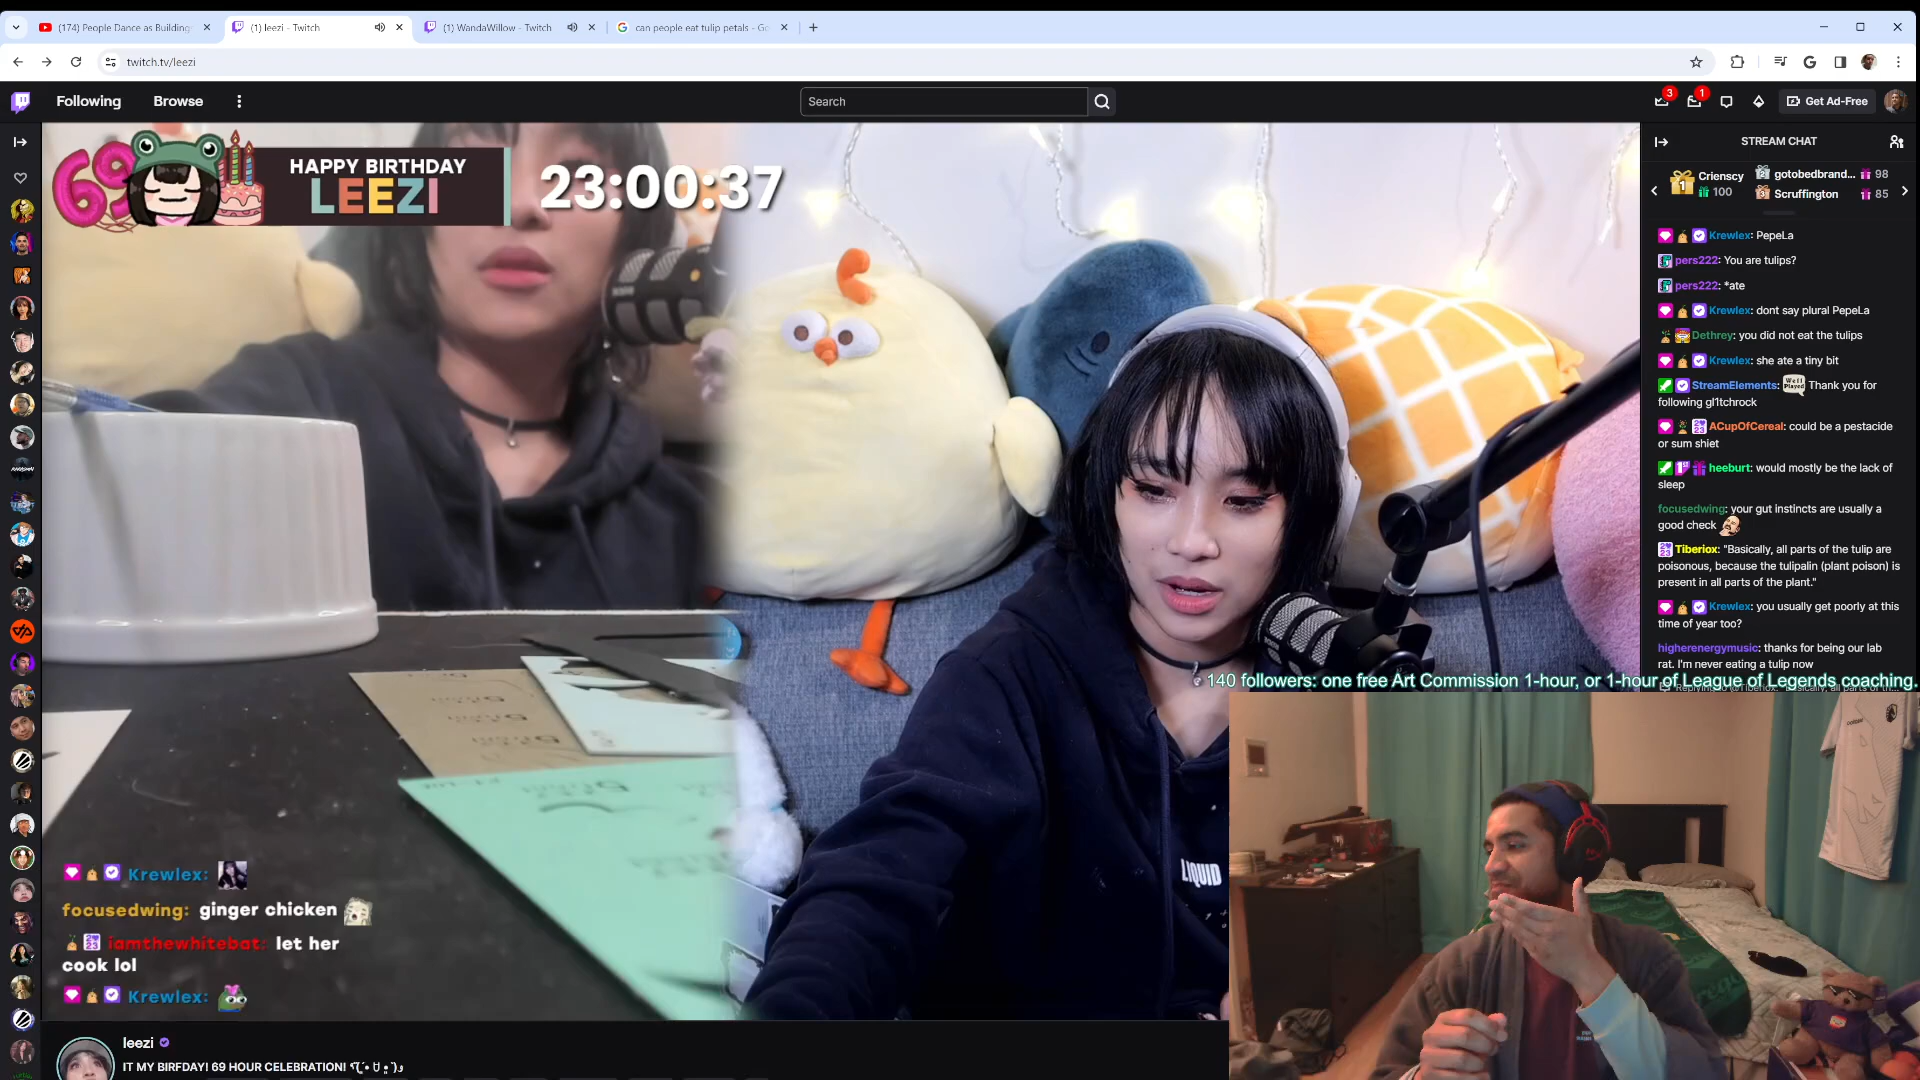 (174) People Dance as Building
(1) leezi - Twitch
(1) WandaWillow - Twitch
can people eat tulip petals - Go
twitch.tv/leezi
Following
Browse
Search
3
1
Get Ad-Free
69
HAPPY BIRTHDAY
LEEZI
23:00:37
STREAM CHAT
1
Crienscy
100
2
gotobedbrand... 98
3
Scruffington 85
Krewlex: PepeLa
pers222: You are tulips?
pers222: *ate
Krewlex: dont say plural PepeLa
Dethrey: you did not eat the tulips
Krewlex: she ate a tiny bit
StreamElements: Well Played Thank you for
following gl1tchrock
ACupOfCereal: could be a pestacide
or sum shiet
heeburt: would mostly be the lack of
sleep
focusedwing: your gut instincts are usually a
good check
Tiberiox: "Basically, all parts of the tulip are
poisonous, because the tulipalin (plant poison) is
present in all parts of the plant."
Krewlex: you usually get poorly at this
time of year too?
higherenergymusic: thanks for being our lab
rat. I'm never eating a tulip now
140 followers: one free Art Commission 1-hour, or 1-hour of League of Legends coaching.
LIQUID
Krewlex:
focusedwing: ginger chicken
iamthewhitebat: let her
cook lol
Krewlex:
leezi
IT MY BIRFDAY! 69 HOUR CELEBRATION!